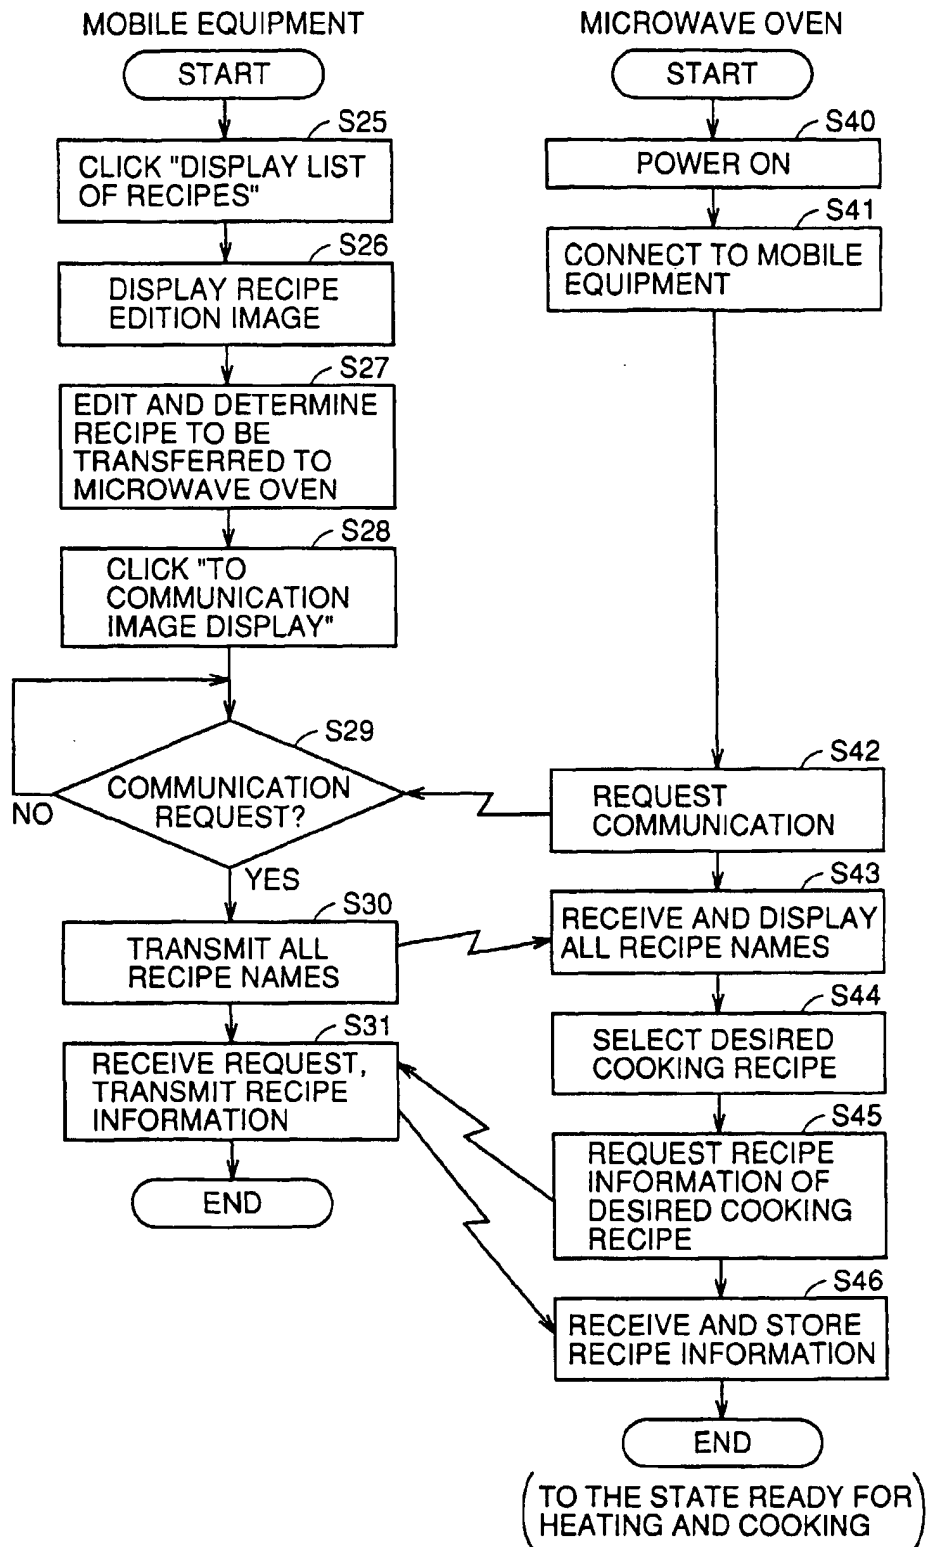 MOBILE EQUIPMENT
START
S25
CLICK "DISPLAY LIST
OF RECIPES"
S26
DISPLAY RECIPE
EDITION IMAGE
S27
EDIT AND DETERMINE
RECIPE TO BE
TRANSFERRED TO
MICROWAVE OVEN
S28
CLICK "TO
COMMUNICATION
IMAGE DISPLAY"
S29
COMMUNICATION
REQUEST?
NO
YES
S30
TRANSMIT ALL
RECIPE NAMES
S31
RECEIVE REQUEST,
TRANSMIT RECIPE
INFORMATION
END
MICROWAVE OVEN
START
S40
POWER ON
S41
CONNECT TO MOBILE
EQUIPMENT
S42
REQUEST
COMMUNICATION
S43
RECEIVE AND DISPLAY
ALL RECIPE NAMES
S44
SELECT DESIRED
COOKING RECIPE
S45
REQUEST RECIPE
INFORMATION OF
DESIRED COOKING
RECIPE
S46
RECEIVE AND STORE
RECIPE INFORMATION
END
(TO THE STATE READY FOR
HEATING AND COOKING)